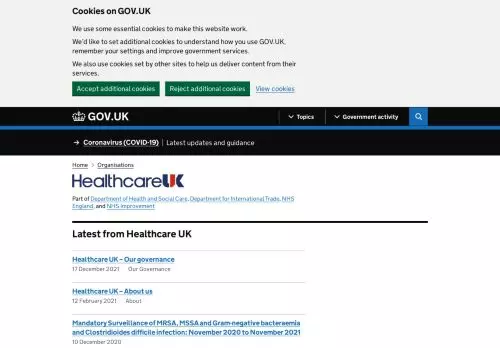 Cookies on GOV.UK
We use some essential cookies to make this website work.
We'd like to set additional cookies to understand how you use GOV.UK,
remember your settings and improve government services.
We also use cookies set by other sites to help us deliver content from their
services.
Accept additional cookies Reject additional cookies View cookies
GOV.UK Topics Government activity
→ Coronavirus (COVID-19) Latest updates and guidance
Home > Organisations
HealthcareUK
Part of Department of Health and Social Care, Department for International Trade, NHS
England, and NHS Improvement
Latest from Healthcare UK
Healthcare UK – Our governance
17 December 2021 Our Governance
Healthcare UK – About us
12 February 2021 About
Mandatory Surveillance of MRSA, MSSA and Gram-negative bacteraemia
and Clostridioides difficile infection: November 2020 to November 2021
10 December 2020